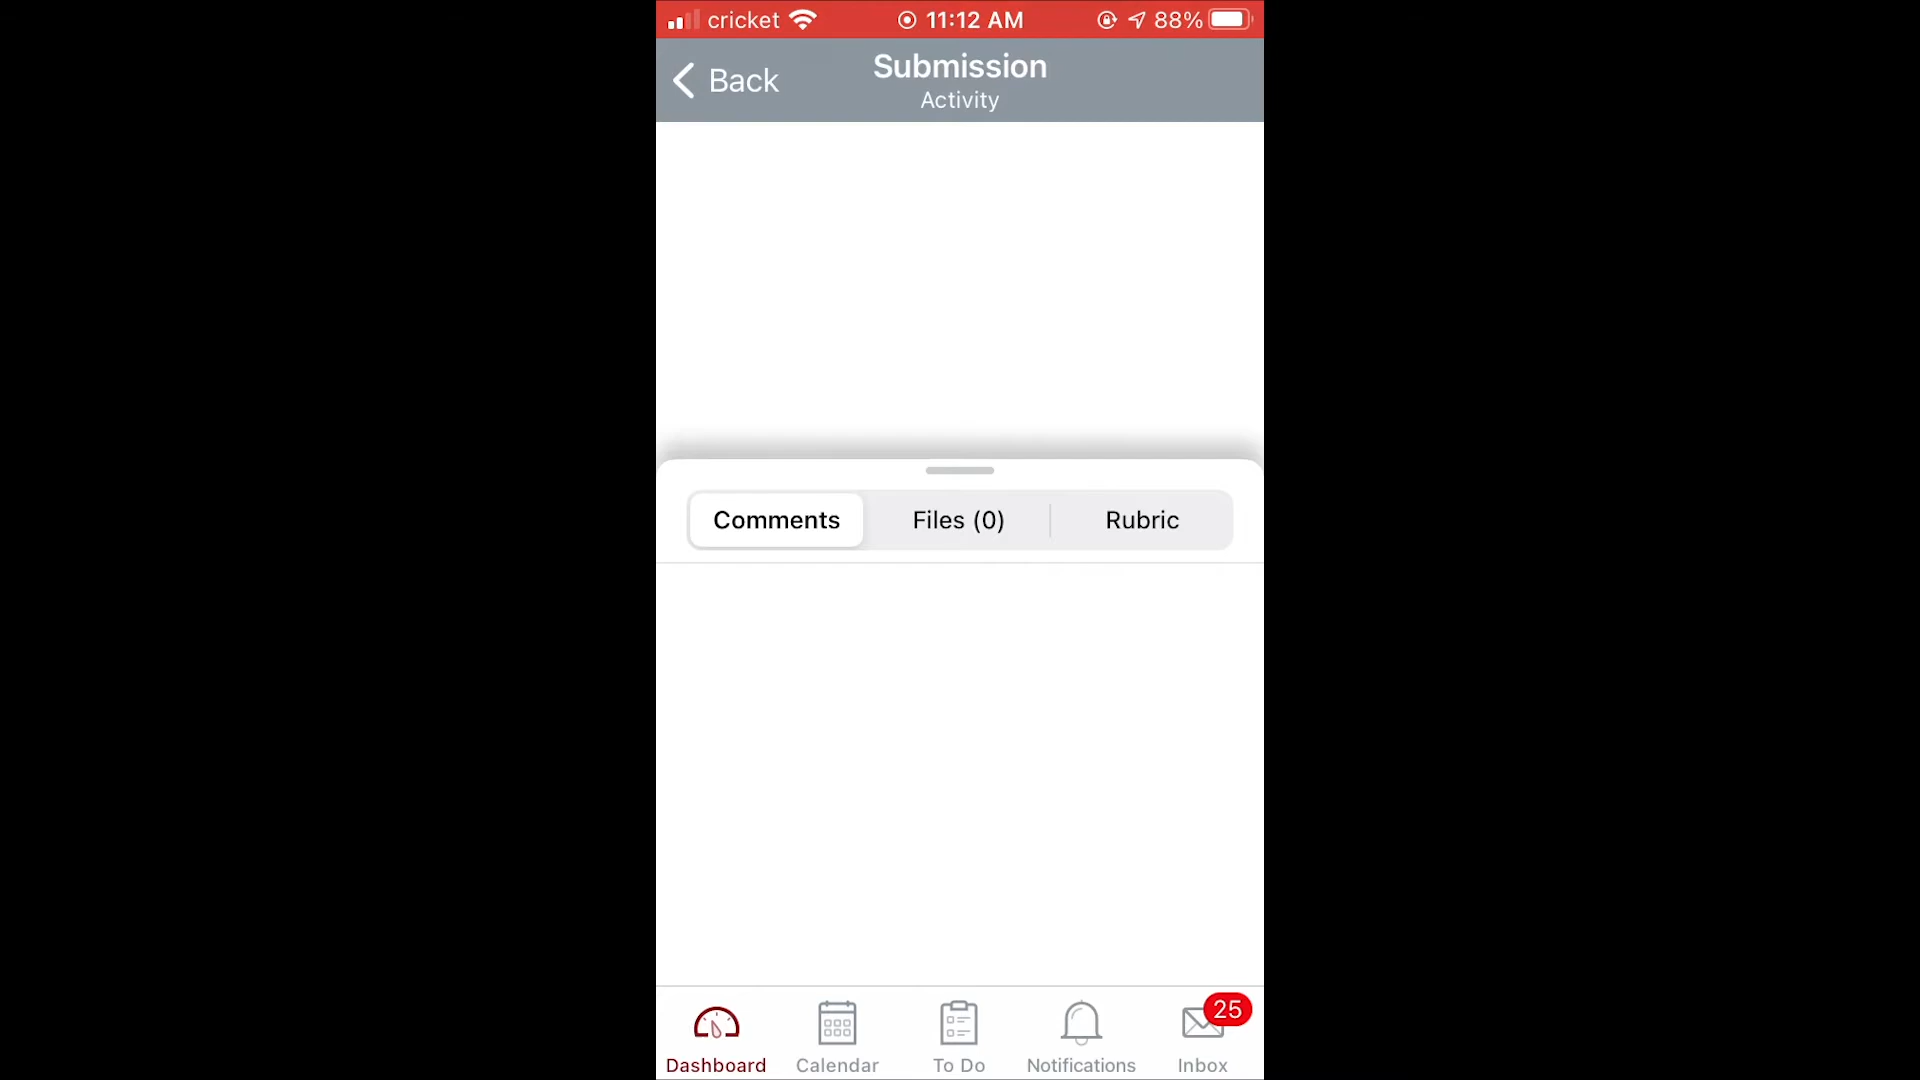 cricket 11:12 AM 88%
Back
Submission
Activity
Comments Files (0) Rubric
25
Dashboard Calendar To Do Notifications Inbox